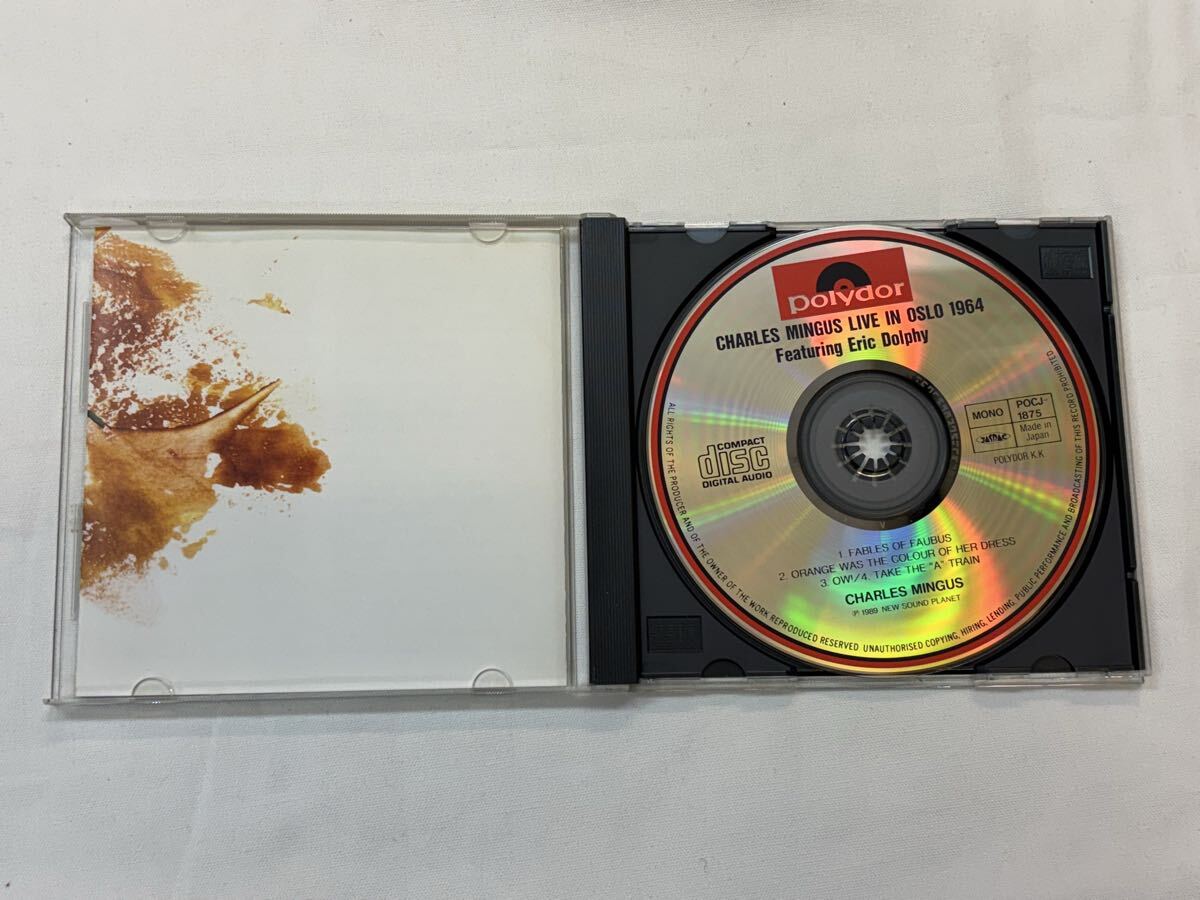 polydor
CHARLES MINGUS LIVE IN OSLO 1964
Featuring Eric Dolphy
MONO
POCJ-
1875
JASRAC
Made in
Japan
POLYDOR K.K
COMPACT
disc
DIGITAL AUDIO
1. FABLES OF FAUBUS
2. ORANGE WAS THE COLOUR OF HER DRESS
3. OW!/4. TAKE THE "A" TRAIN
CHARLES MINGUS
℗ 1989 NEW SOUND PLANET
ALL RIGHTS OF THE PRODUCER AND OF THE OWNER OF THE WORK REPRODUCED RESERVED UNAUTHORISED COPYING, HIRING, LENDING, PUBLIC PERFORMANCE AND BROADCASTING OF THIS RECORD PROHIBITED